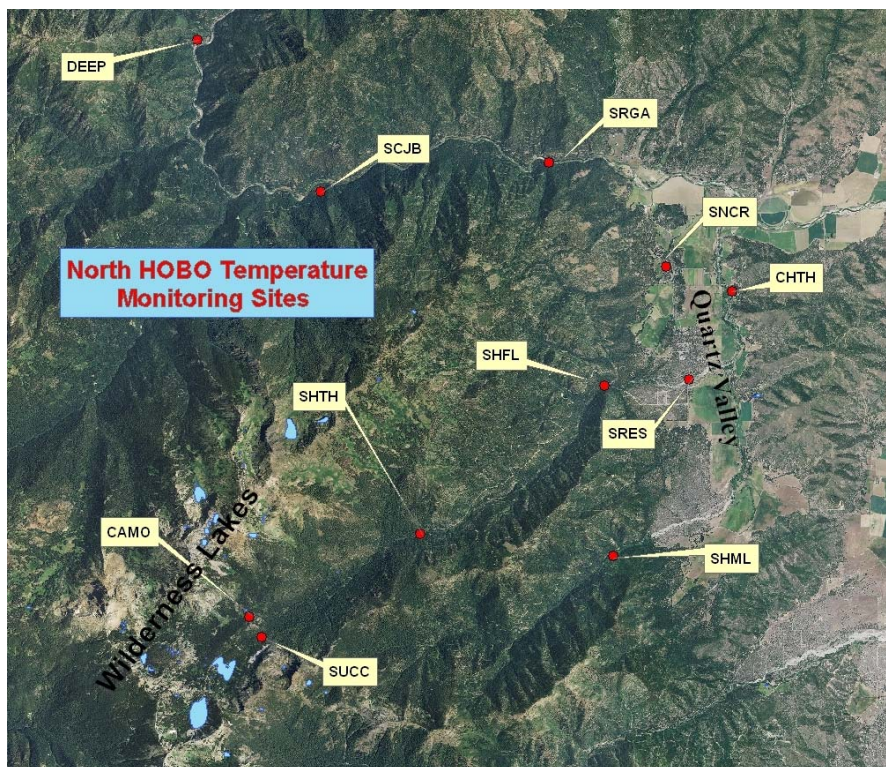 DEEP
SRGA
SCJB
SNCR
North HOBO Temperature
Monitoring Sites
CHTH
Quartz Valley
SHFL
SHTH
SRES
CAMO
Wilderness Lakes
SHML
SUCC